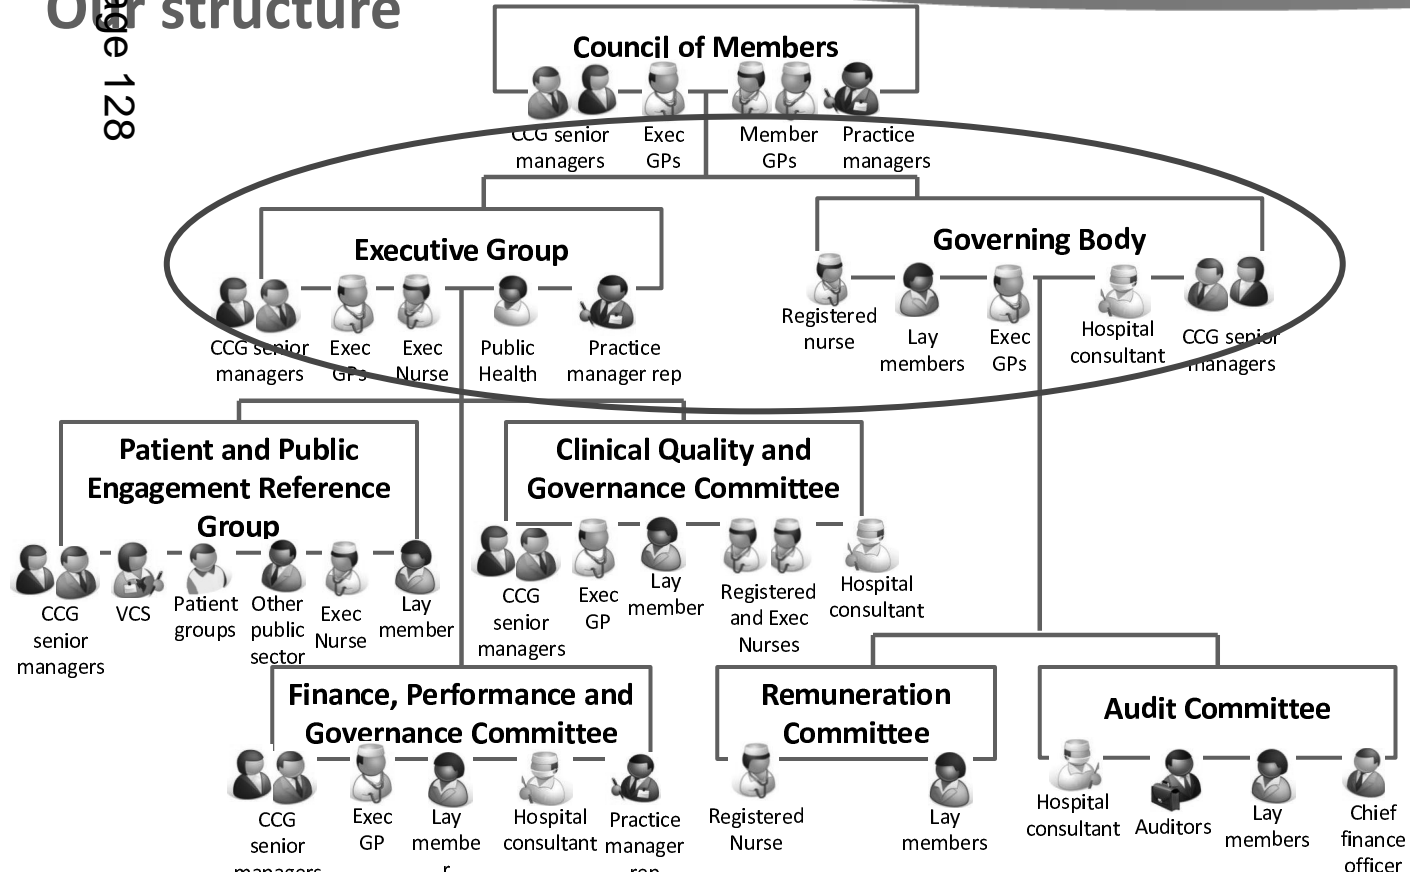 Our structure
age 128
Council of Members
CCG senior
managers
Exec
GPs
Member
GPs
Practice
managers
Executive Group
CCG senior
managers
Exec
GPs
Exec
Nurse
Public
Health
Practice
manager rep
Governing Body
Registered
nurse
Lay
members
Exec
GPs
Hospital
consultant
CCG senior
managers
Patient and Public
Engagement Reference
Group
CCG
senior
managers
VCS
Patient
groups
Other
public
sector
Exec
Nurse
Lay
member
Clinical Quality and
Governance Committee
CCG
senior
managers
Exec
GP
Lay
member
Registered
and Exec
Nurses
Hospital
consultant
Finance, Performance and
Governance Committee
CCG
senior
managers
Exec
GP
Lay
membe
r
Hospital
consultant
Practice
manager
rep
Remuneration
Committee
Registered
Nurse
Lay
members
Audit Committee
Hospital
consultant
Auditors
Lay
members
Chief
finance
officer